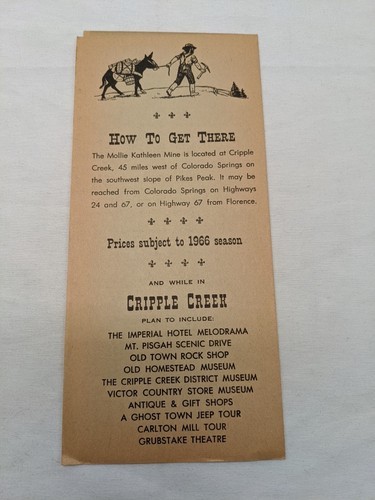 How To Get There
The Mollie Kathleen Mine is located at Cripple
Creek, 45 miles west of Colorado Springs on
the southwest slope of Pikes Peak. It may be
reached from Colorado Springs on Highways
24 and 67, or on Highway 67 from Florence.
Prices subject to 1966 season
AND WHILE IN
CRIPPLE CREEK
PLAN TO INCLUDE:
THE IMPERIAL HOTEL MELODRAMA
MT. PISGAH SCENIC DRIVE
OLD TOWN ROCK SHOP
OLD HOMESTEAD MUSEUM
THE CRIPPLE CREEK DISTRICT MUSEUM
VICTOR COUNTRY STORE MUSEUM
ANTIQUE & GIFT SHOPS
A GHOST TOWN JEEP TOUR
CARLTON MILL TOUR
GRUBSTAKE THEATRE